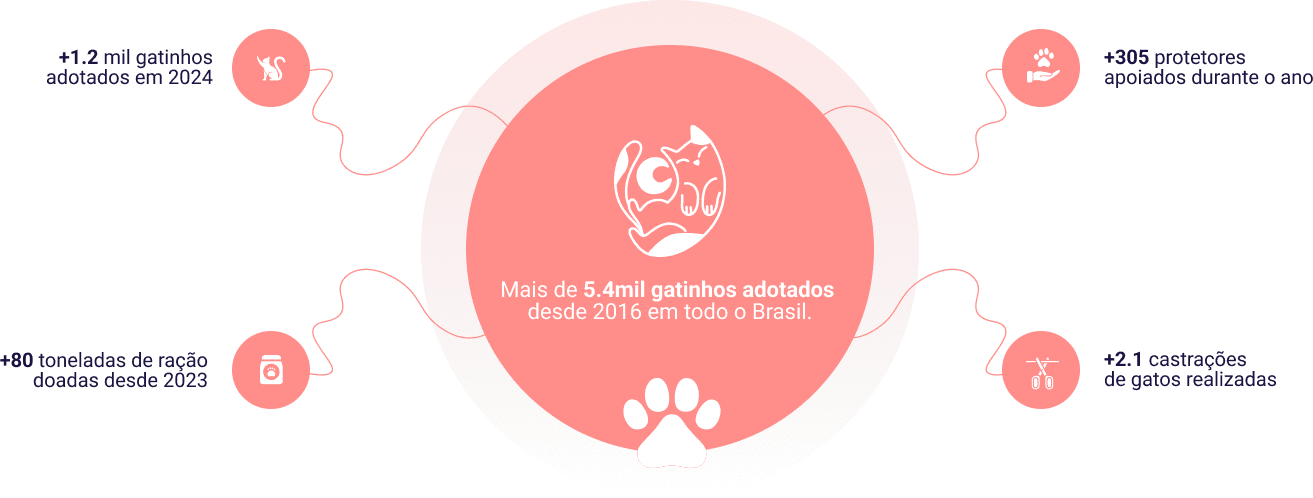 +1.2 mil gatinhos
adotados em 2024
+305 protetores
apoiados durante o ano
Mais de 5.4mil gatinhos adotados
desde 2016 em todo o Brasil.
+80 toneladas de ração
doadas desde 2023
+2.1 castrações
de gatos realizadas